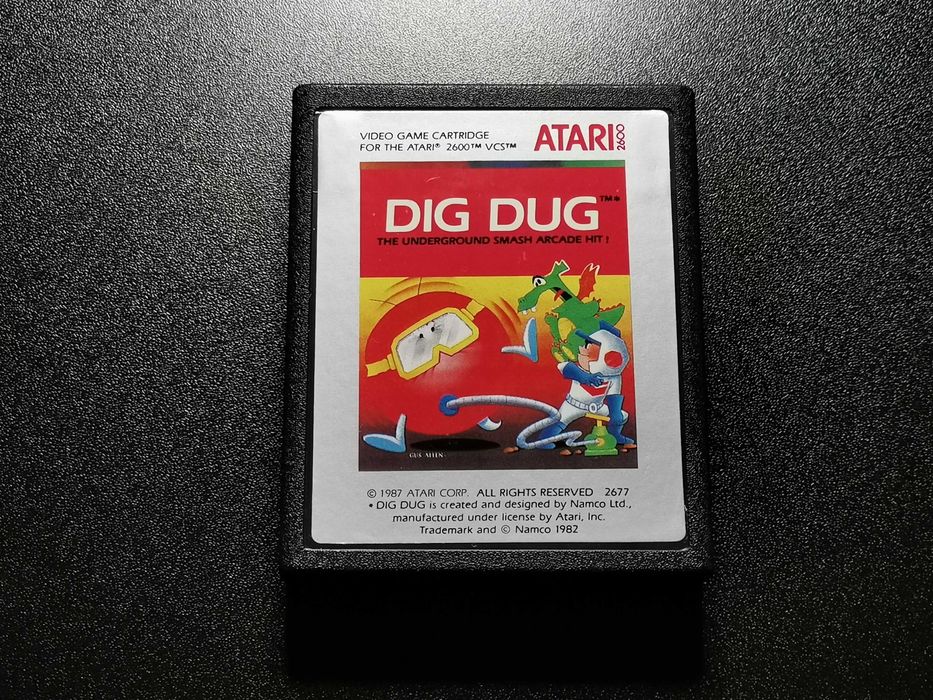 VIDEO GAME CARTRIDGE
FOR THE ATARI® 2600™ VCS™
ATARI 2600
DIG DUG™*
THE UNDERGROUND SMASH ARCADE HIT!
GUS ALLEN
© 1987 ATARI CORP. ALL RIGHTS RESERVED 2677
• DIG DUG is created and designed by Namco Ltd.,
manufactured under license by Atari, Inc.
Trademark and © Namco 1982